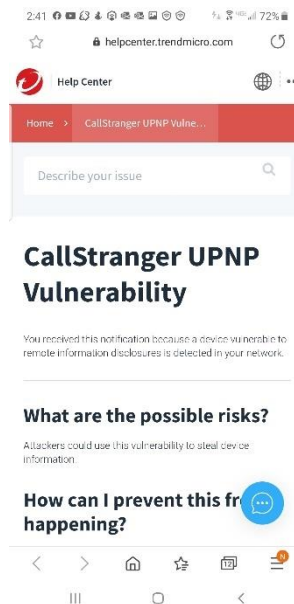 2:41
72%
helpcenter.trendmicro.com
Help Center
Home > CallStranger UPNP Vulne...
Describe your issue
CallStranger UPNP
Vulnerability
You received this notification because a device vulnerable to
remote information disclosures is detected in your network.
What are the possible risks?
Attackers could use this vulnerability to steal device
information
How can I prevent this fr
happening?
12
N